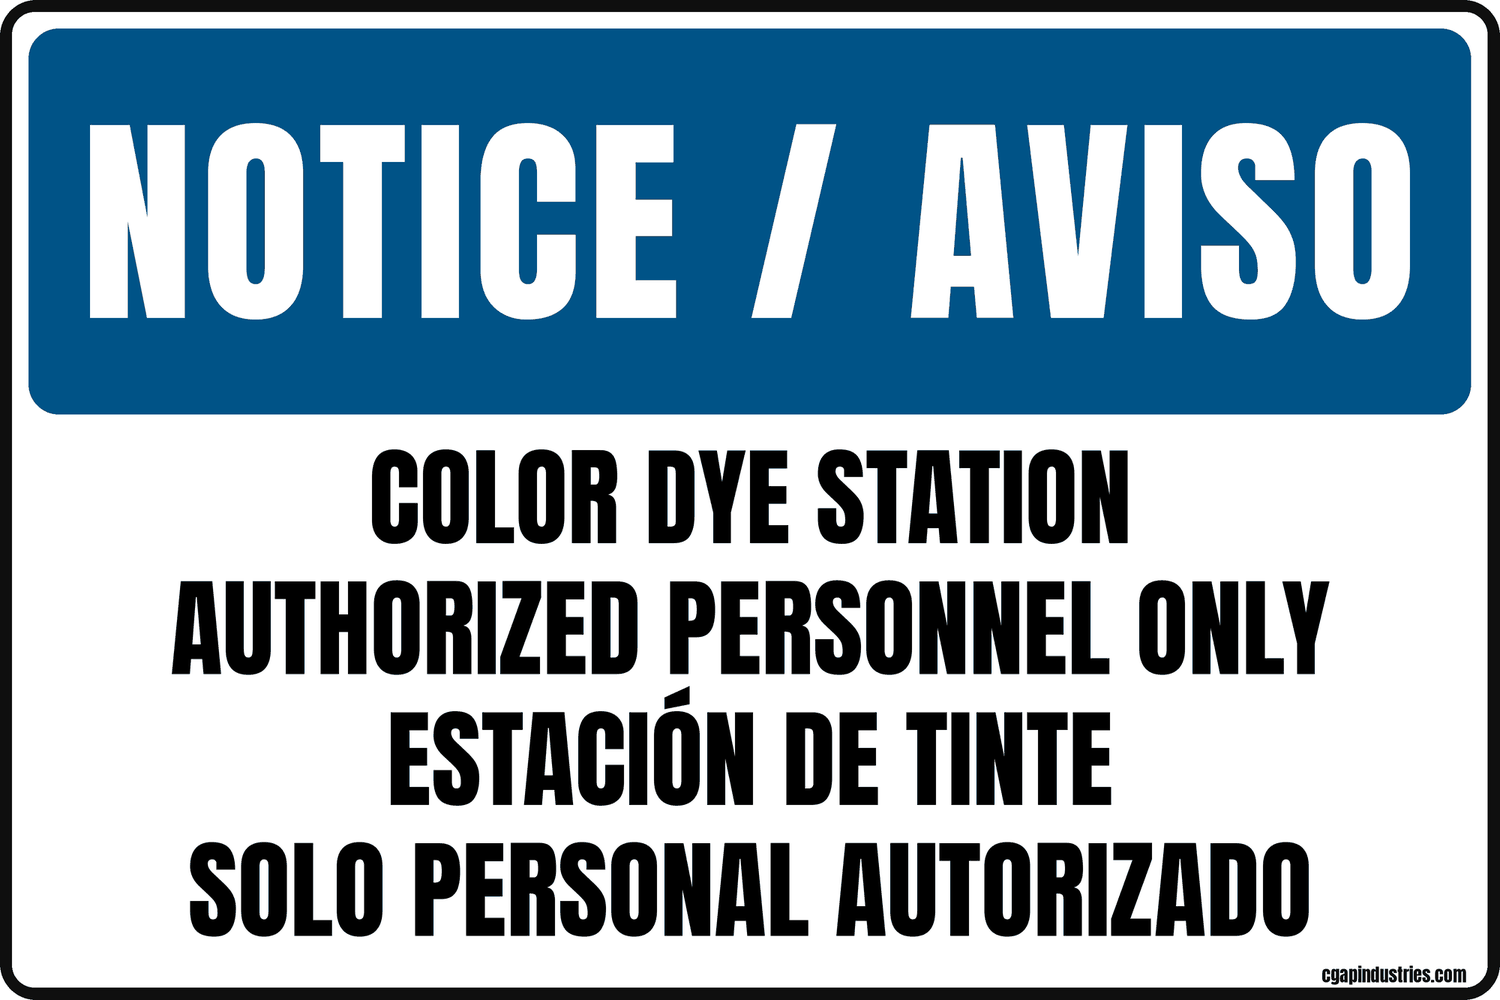 NOTICE / AVISO
COLOR DYE STATION
AUTHORIZED PERSONNEL ONLY
ESTACIÓN DE TINTE
SOLO PERSONAL AUTORIZADO
cgapindustries.com